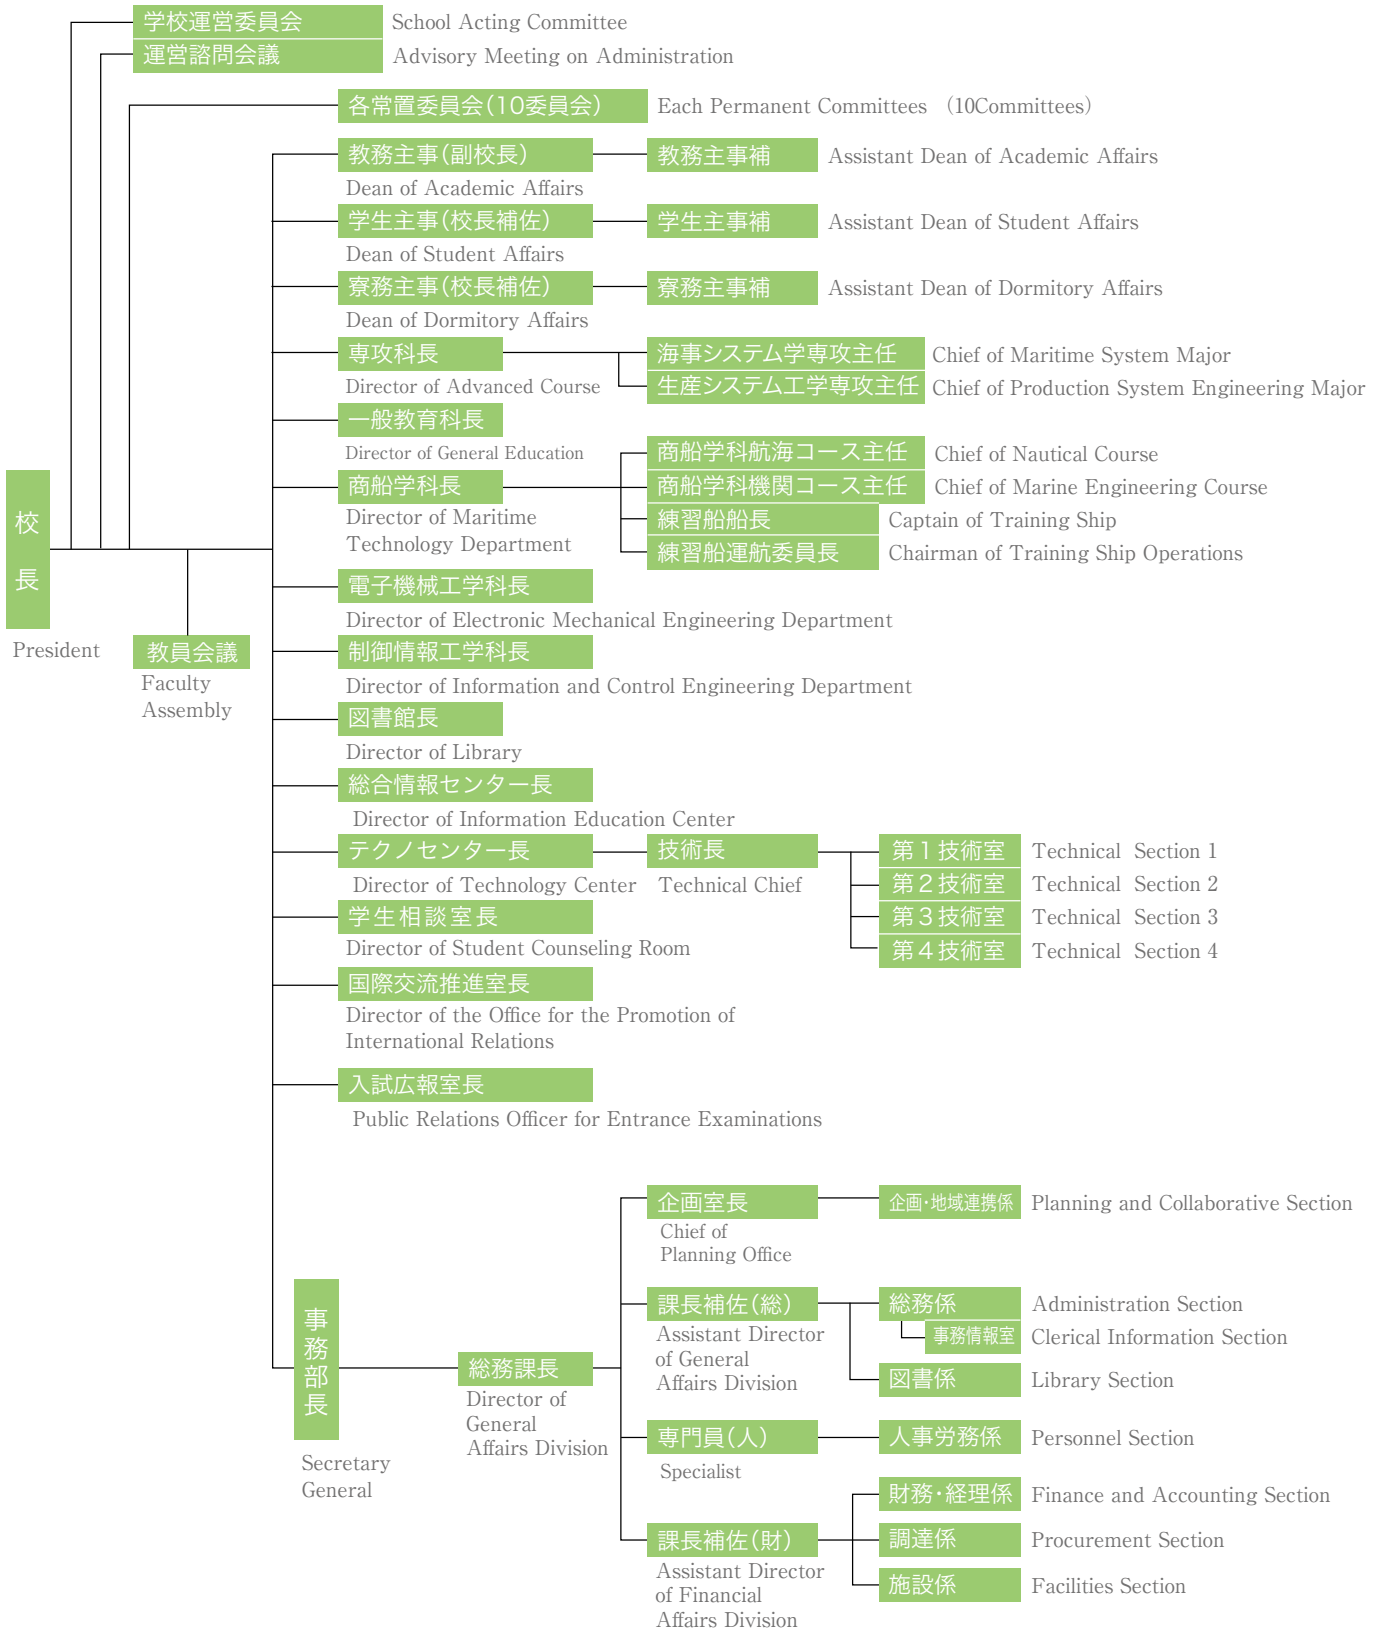 学校運営委員会 School Acting Committee
運営諮問会議 Advisory Meeting on Administration
各常置委員会(10委員会) Each Permanent Committees (10Committees)
教務主事(副校長) 教務主事補 Assistant Dean of Academic Affairs
Dean of Academic Affairs
学生主事(校長補佐) 学生主事補 Assistant Dean of Student Affairs
Dean of Student Affairs
寮務主事(校長補佐) 寮務主事補 Assistant Dean of Dormitory Affairs
Dean of Dormitory Affairs
専攻科長 海事システム学専攻主任 Chief of Maritime System Major
Director of Advanced Course 生産システム工学専攻主任 Chief of Production System Engineering Major
一般教育科長
Director of General Education 商船学科航海コース主任 Chief of Nautical Course
商船学科長 商船学科機関コース主任 Chief of Marine Engineering Course
Director of Maritime 練習船船長 Captain of Training Ship
Technology Department 練習船運航委員長 Chairman of Training Ship Operations
校長
President
教員会議
Faculty
Assembly
電子機械工学科長
Director of Electronic Mechanical Engineering Department
制御情報工学科長
Director of Information and Control Engineering Department
図書館長
Director of Library
総合情報センター長
Director of Information Education Center
テクノセンター長 技術長 第1技術室 Technical Section 1
Director of Technology Center Technical Chief 第2技術室 Technical Section 2
学生相談室長 第3技術室 Technical Section 3
Director of Student Counseling Room 第4技術室 Technical Section 4
国際交流推進室長
Director of the Office for the Promotion of
International Relations
入試広報室長
Public Relations Officer for Entrance Examinations
事務部長
Secretary
General
総務課長
Director of
General
Affairs Division
企画室長 企画・地域連携係 Planning and Collaborative Section
Chief of
Planning Office
課長補佐(総) 総務係 Administration Section
Assistant Director 事務情報室 Clerical Information Section
of General
Affairs Division 図書係 Library Section
専門員(人) 人事労務係 Personnel Section
Specialist
財務・経理係 Finance and Accounting Section
課長補佐(財) 調達係 Procurement Section
Assistant Director 施設係 Facilities Section
of Financial
Affairs Division